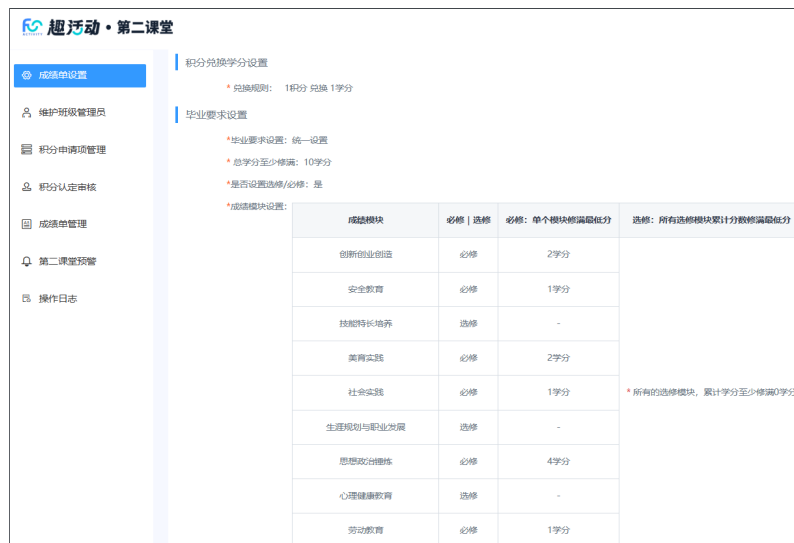 趣活动·第二课堂
成绩单设置
维护班级管理员
积分申请项管理
积分认定审核
成绩单管理
第二课堂预警
操作日志
积分兑换学分设置
* 兑换规则： 1积分 兑换 1学分
毕业要求设置
*毕业要求设置：统一设置
* 总学分至少修满：10学分
*是否设置选修/必修：是
*成绩模块设置：
成绩模块 必修 | 选修 必修：单个模块修满最低分 选修：所有选修模块累计分数修满最低分
创新创业创造 必修 2学分
安全教育 必修 1学分
技能特长培养 选修 -
美育实践 必修 2学分
社会实践 必修 1学分 * 所有的选修模块，累计学分至少修满0学分
生涯规划与职业发展 选修 -
思想政治锤炼 必修 4学分
心理健康教育 选修 -
劳动教育 必修 1学分